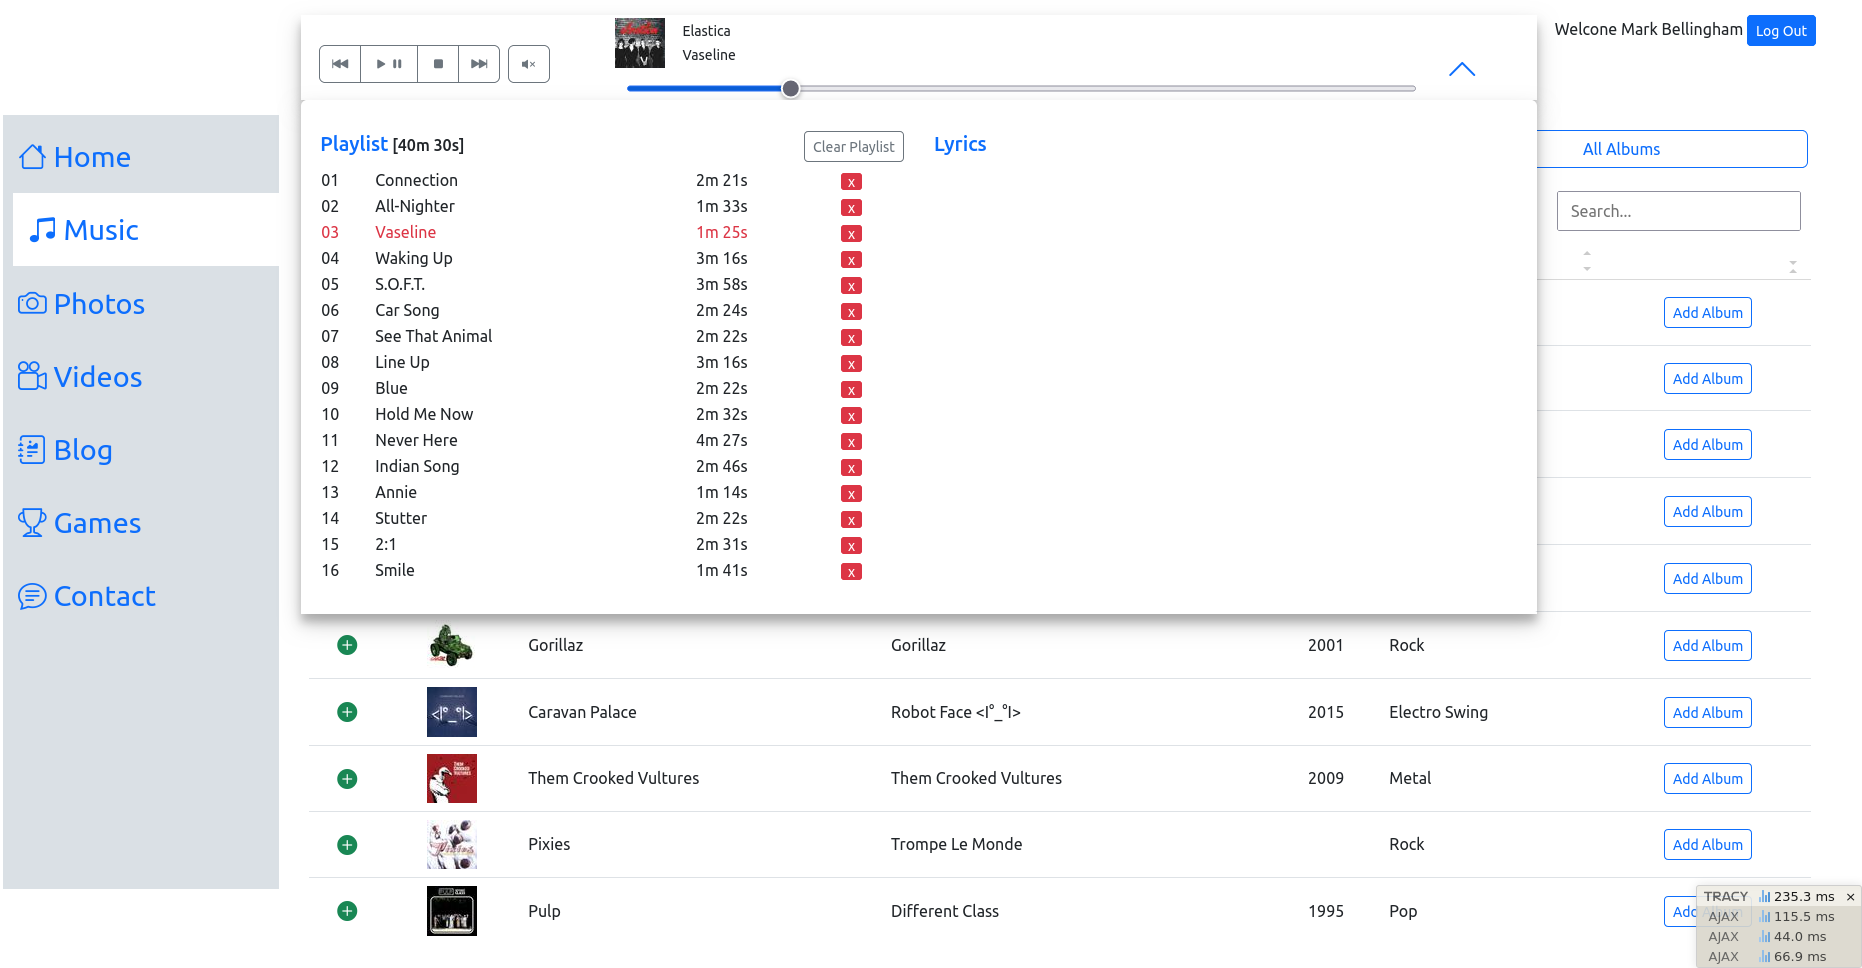 Elastica
Vaseline
Welcone Mark Bellingham Log Out
Home
Music
Photos
Videos
Blog
Games
Contact
Playlist [40m 30s] Clear Playlist Lyrics
01 Connection 2m 21s x
02 All-Nighter 1m 33s x
03 Vaseline 1m 25s x
04 Waking Up 3m 16s x
05 S.O.F.T. 3m 58s x
06 Car Song 2m 24s x
07 See That Animal 2m 22s x
08 Line Up 3m 16s x
09 Blue 2m 22s x
10 Hold Me Now 2m 32s x
11 Never Here 4m 27s x
12 Indian Song 2m 46s x
13 Annie 1m 14s x
14 Stutter 2m 22s x
15 2:1 2m 31s x
16 Smile 1m 41s x
All Albums
Search...
Add Album
Add Album
Add Album
Add Album
Add Album
Gorillaz Gorillaz 2001 Rock Add Album
Caravan Palace Robot Face <I°_°I> 2015 Electro Swing Add Album
Them Crooked Vultures Them Crooked Vultures 2009 Metal Add Album
Pixies Trompe Le Monde Rock Add Album
Pulp Different Class 1995 Pop Add Album
TRACY 235.3 ms ×
AJAX 115.5 ms
AJAX 44.0 ms
AJAX 66.9 ms